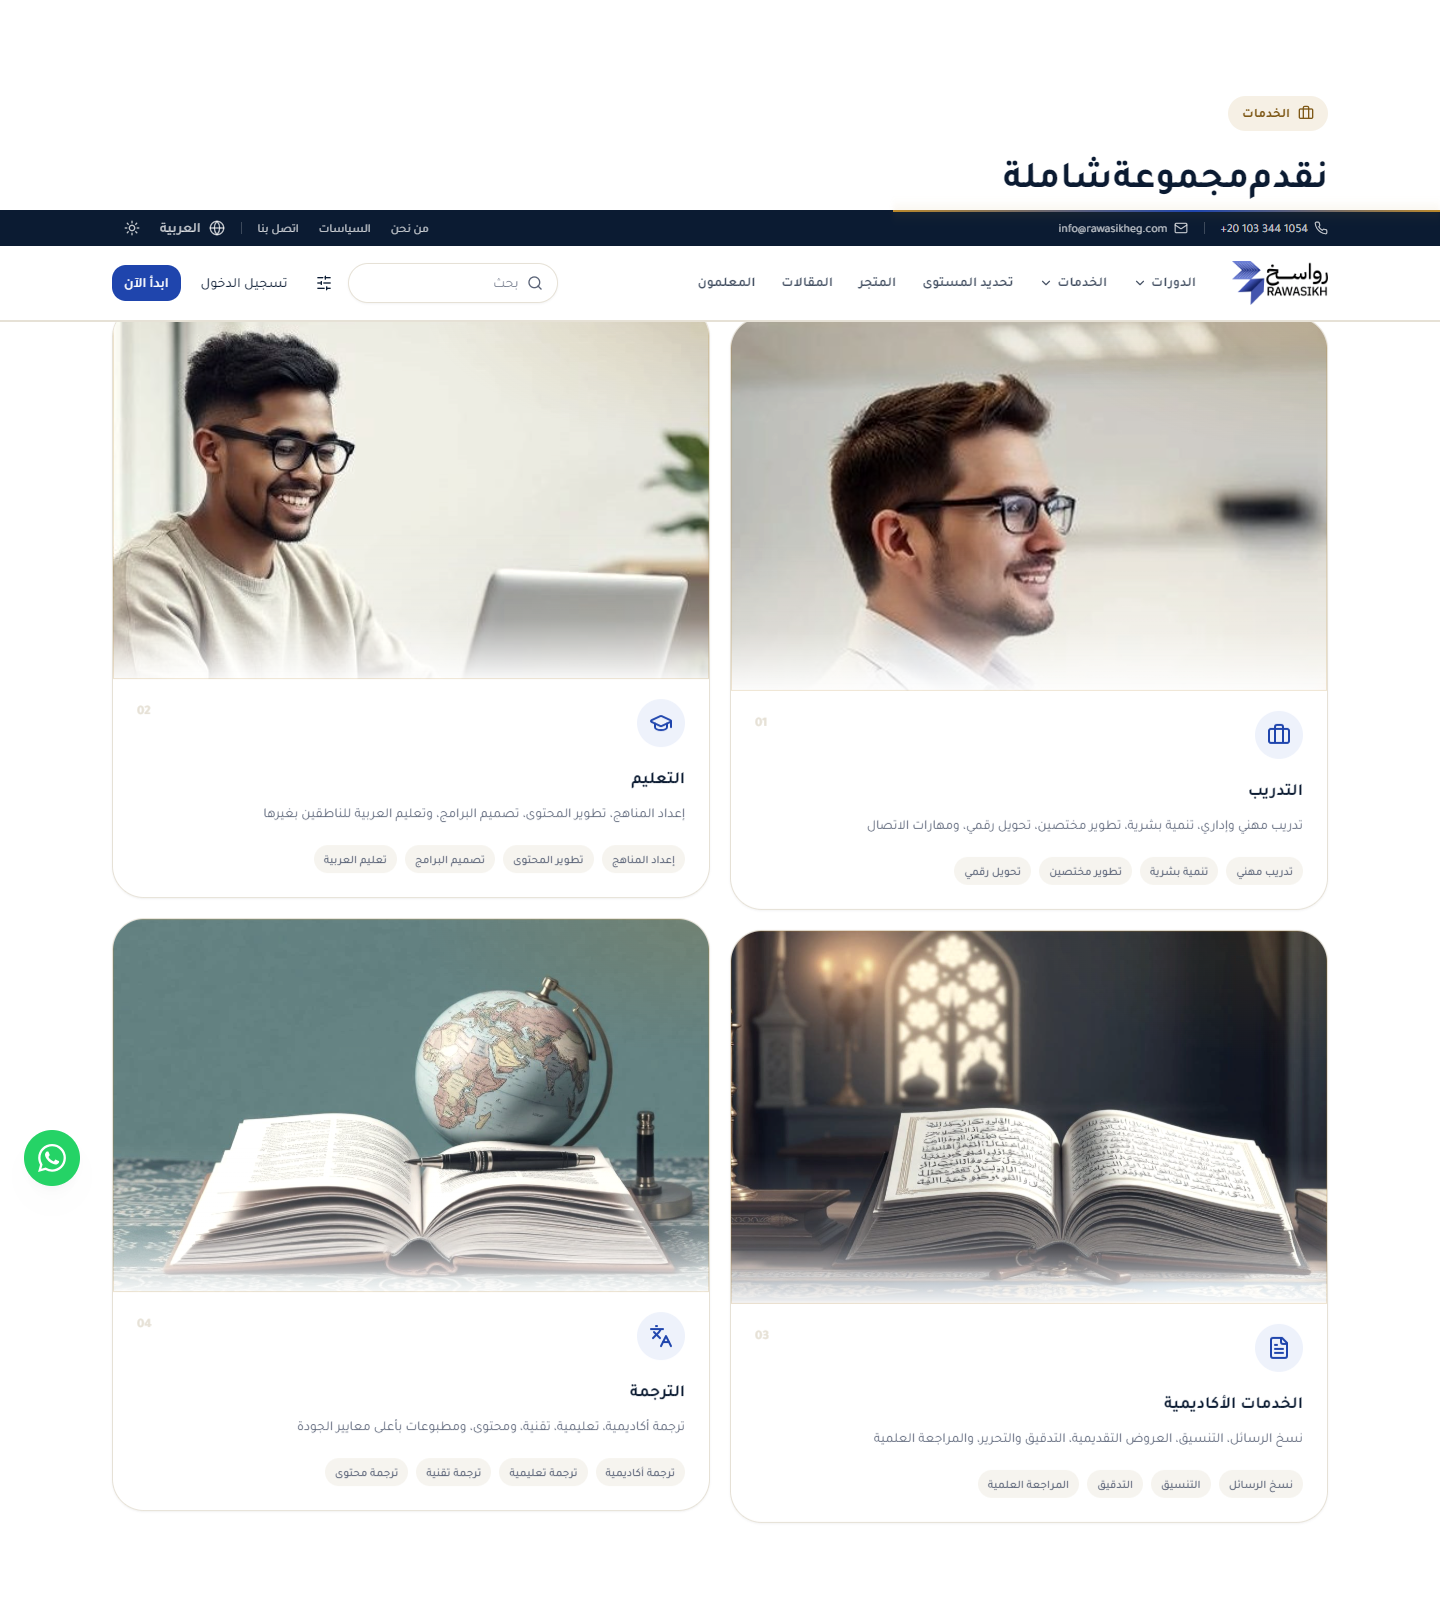 الخدمات
نقدم مجموعة شاملة
+20 103 344 1054
info@rawasikheg.com
من نحن
السياسات
اتصل بنا
العربية
رواسخ
RAWASIKH
الدورات
الخدمات
تحديد المستوى
المتجر
المقالات
المعلمون
بحث
تسجيل الدخول
ابدأ الآن
01
التدريب
تدريب مهني وإداري، تنمية بشرية، تطوير مختصين، تحويل رقمي، ومهارات الاتصال
تدريب مهني
تنمية بشرية
تطوير مختصين
تحويل رقمي
02
التعليم
إعداد المناهج، تطوير المحتوى، تصميم البرامج، وتعليم العربية للناطقين بغيرها
إعداد المناهج
تطوير المحتوى
تصميم البرامج
تعليم العربية
03
الخدمات الأكاديمية
نسخ الرسائل، التنسيق، العروض التقديمية، التدقيق والتحرير، والمراجعة العلمية
نسخ الرسائل
التنسيق
التدقيق
المراجعة العلمية
04
الترجمة
ترجمة أكاديمية، تعليمية، تقنية، ومحتوى، ومطبوعات بأعلى معايير الجودة
ترجمة أكاديمية
ترجمة تعليمية
ترجمة تقنية
ترجمة محتوى